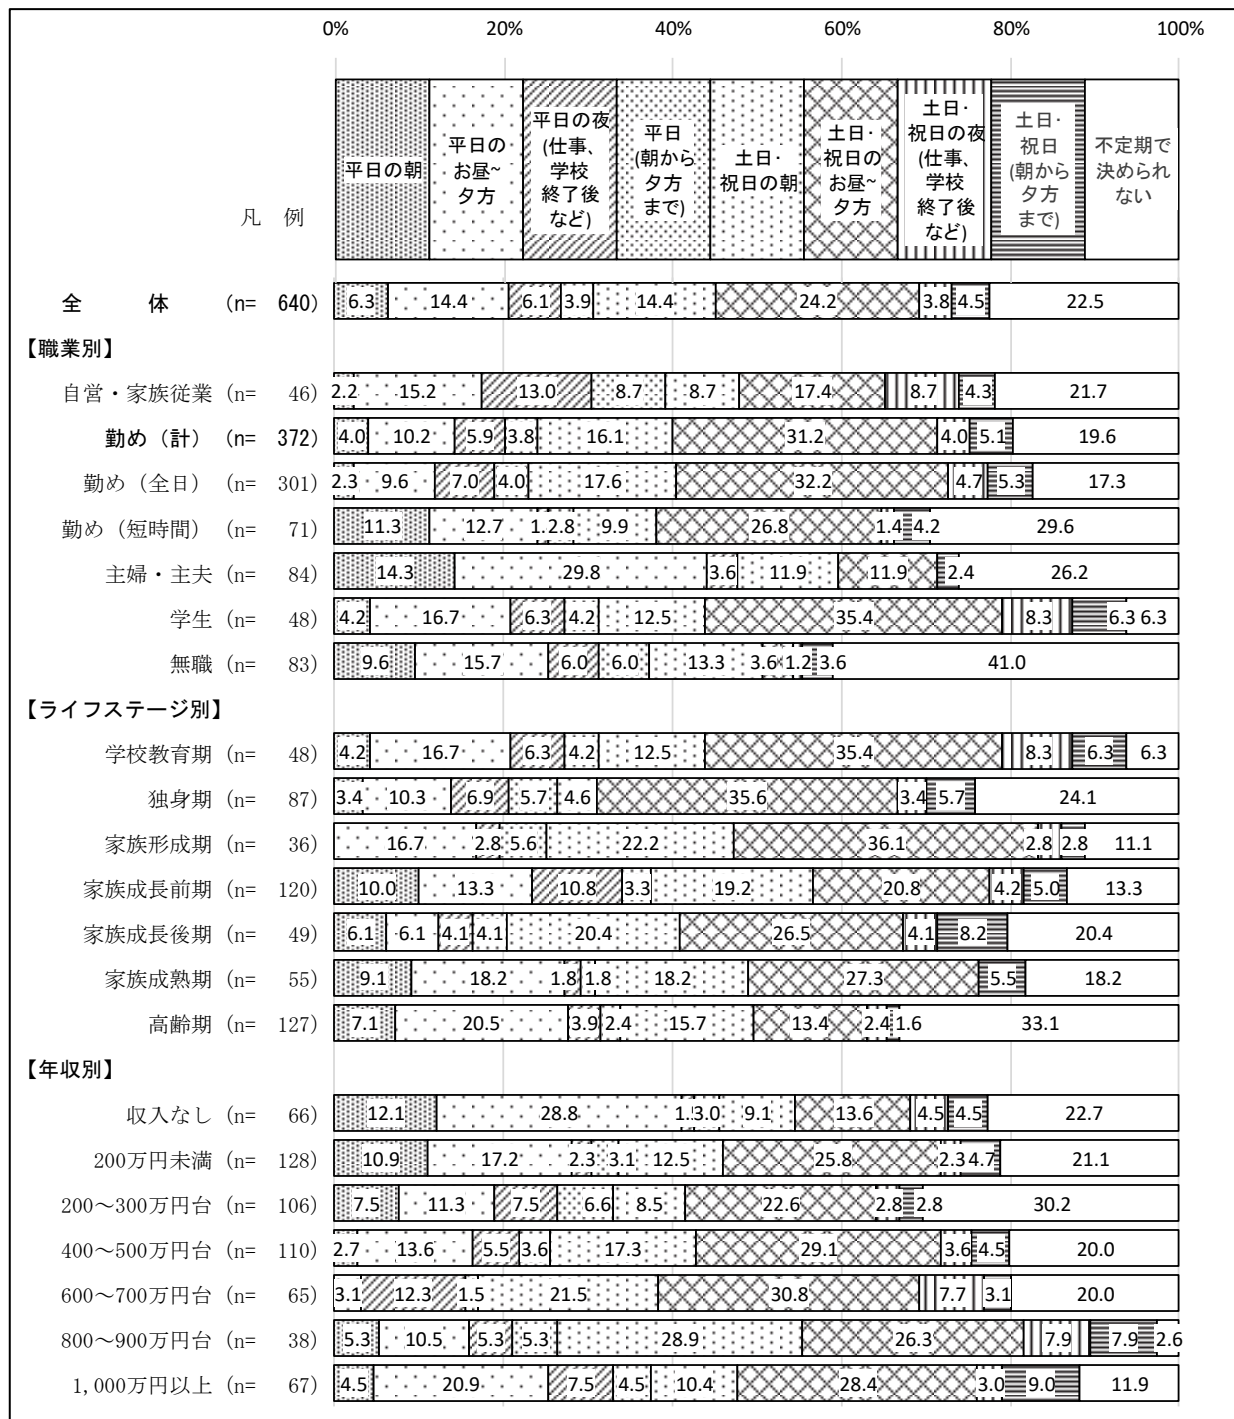 0% 20% 40% 60% 80% 100%
凡 例
平日の朝
平日の
お昼~
夕方
平日の夜
(仕事、
学校
終了後
など)
平日
(朝から
夕方
まで)
土日・
祝日の朝
土日・
祝日の
お昼~
夕方
土日・
祝日の夜
(仕事、
学校
終了後
など)
土日・
祝日
(朝から
夕方
まで)
不定期で
決められ
ない
全 体 (n= 640) 6.3 14.4 6.1 3.9 14.4 24.2 3.8 4.5 22.5
【職業別】
自営・家族従業 (n= 46) 2.2 15.2 13.0 8.7 8.7 17.4 8.7 4.3 21.7
勤め（計） (n= 372) 4.0 10.2 5.9 3.8 16.1 31.2 4.0 5.1 19.6
勤め（全日） (n= 301) 2.3 9.6 7.0 4.0 17.6 32.2 4.7 5.3 17.3
勤め（短時間） (n= 71) 11.3 12.7 2.8 9.9 26.8 1.4 4.2 29.6
主婦・主夫 (n= 84) 14.3 29.8 3.6 11.9 11.9 2.4 26.2
学生 (n= 48) 4.2 16.7 6.3 4.2 12.5 35.4 8.3 6.3 6.3
無職 (n= 83) 9.6 15.7 6.0 6.0 13.3 3.6 1.2 3.6 41.0
【ライフステージ別】
学校教育期 (n= 48) 4.2 16.7 6.3 4.2 12.5 35.4 8.3 6.3 6.3
独身期 (n= 87) 3.4 10.3 6.9 5.7 4.6 35.6 3.4 5.7 24.1
家族形成期 (n= 36) 16.7 2.8 5.6 22.2 36.1 2.8 2.8 11.1
家族成長前期 (n= 120) 10.0 13.3 10.8 3.3 19.2 20.8 4.2 5.0 13.3
家族成長後期 (n= 49) 6.1 6.1 4.1 4.1 20.4 26.5 4.1 8.2 20.4
家族成熟期 (n= 55) 9.1 18.2 1.8 1.8 18.2 27.3 5.5 18.2
高齢期 (n= 127) 7.1 20.5 3.9 2.4 15.7 13.4 2.4 1.6 33.1
【年収別】
収入なし (n= 66) 12.1 28.8 3.0 9.1 13.6 4.5 4.5 22.7
200万円未満 (n= 128) 10.9 17.2 2.3 3.1 12.5 25.8 2.3 4.7 21.1
200～300万円台 (n= 106) 7.5 11.3 7.5 6.6 8.5 22.6 2.8 2.8 30.2
400～500万円台 (n= 110) 2.7 13.6 5.5 3.6 17.3 29.1 3.6 4.5 20.0
600～700万円台 (n= 65) 3.1 12.3 1.5 21.5 30.8 7.7 3.1 20.0
800～900万円台 (n= 38) 5.3 10.5 5.3 5.3 28.9 26.3 7.9 7.9 2.6
1,000万円以上 (n= 67) 4.5 20.9 7.5 4.5 10.4 28.4 3.0 9.0 11.9